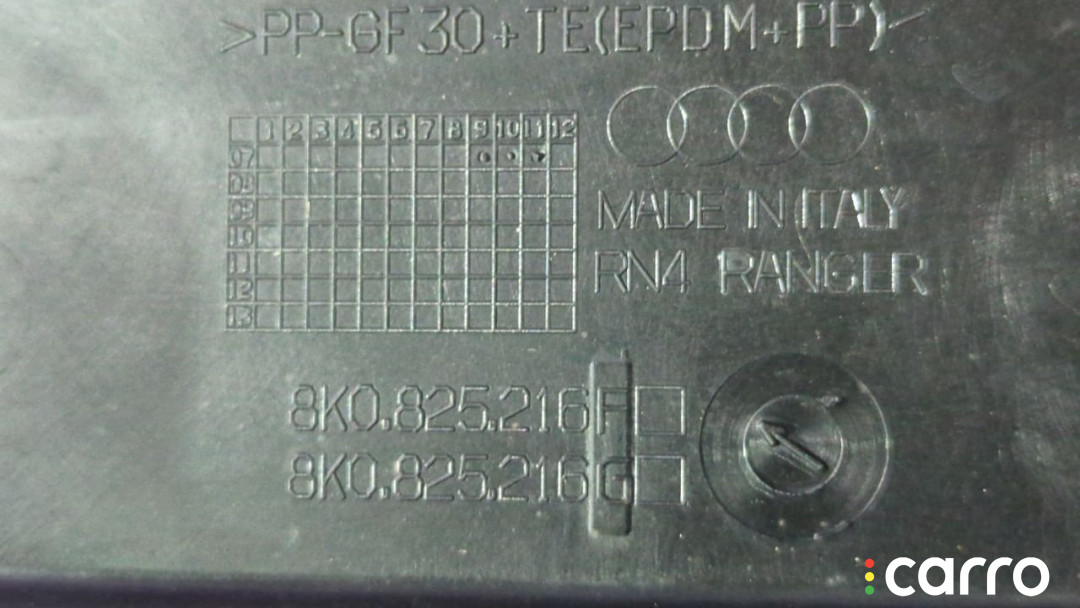 >PP-GF30+TE(EPDM+PP)<
1 2 3 4 5 6 7 8 9 10 11 12
07
08
09
10
11
12
13
MADE IN ITALY
RN4 RANGER
8K0.825.216F
8K0.825.216G
carro